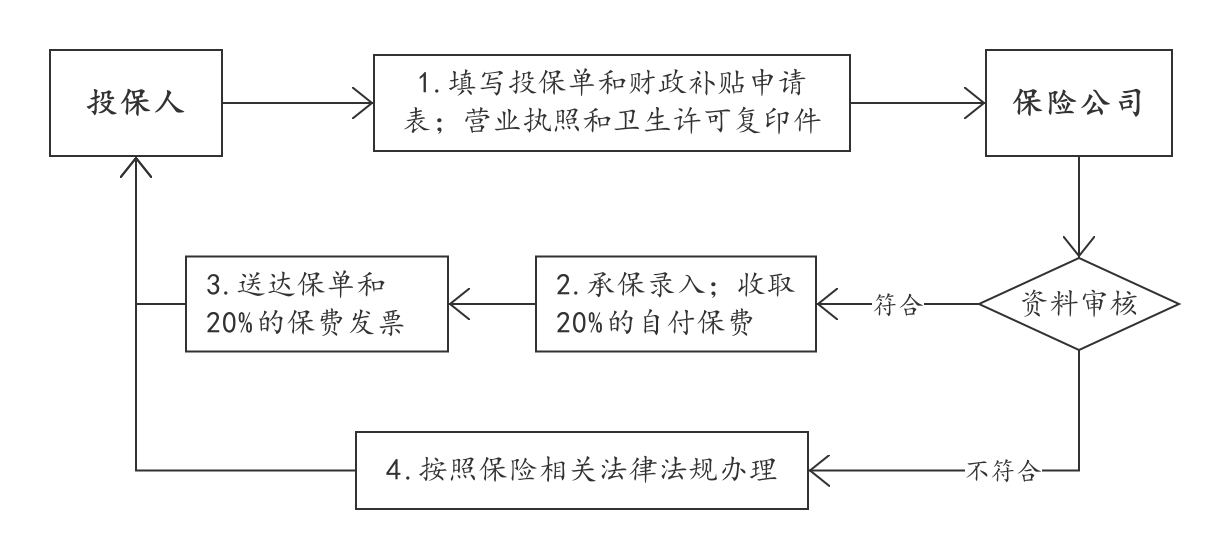 投保人
1.填写投保单和财政补贴申请
表；营业执照和卫生许可复印件
保险公司
3.送达保单和
20%的保费发票
2.承保录入；收取
20%的自付保费
符合
资料审核
4.按照保险相关法律法规办理
不符合